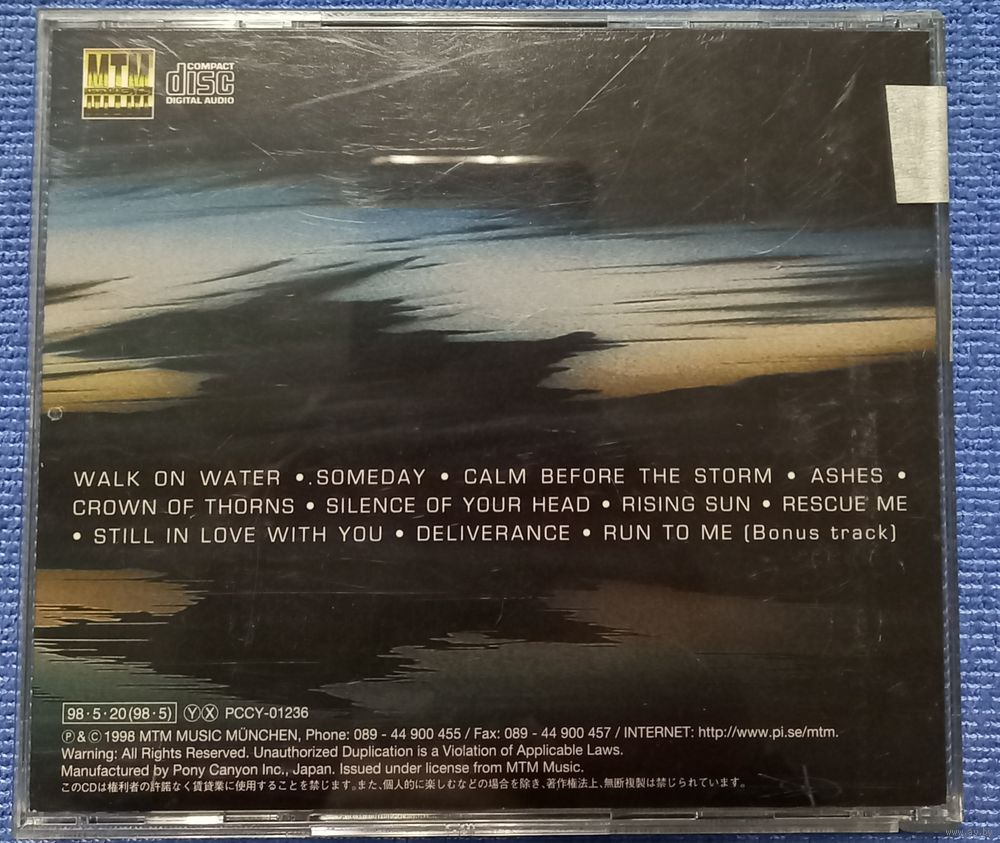 MTM
COMPACT
disc
DIGITAL AUDIO
WALK ON WATER • SOMEDAY • CALM BEFORE THE STORM • ASHES •
CROWN OF THORNS • SILENCE OF YOUR HEAD • RISING SUN • RESCUE ME
• STILL IN LOVE WITH YOU • DELIVERANCE • RUN TO ME (Bonus track)
98·5·20(98·5) Ⓨ Ⓧ PCCY-01236
Ⓟ & © 1998 MTM MUSIC MÜNCHEN, Phone: 089 - 44 900 455 / Fax: 089 - 44 900 457 / INTERNET: http://www.pi.se/mtm.
Warning: All Rights Reserved. Unauthorized Duplication is a Violation of Applicable Laws.
Manufactured by Pony Canyon Inc., Japan. Issued under license from MTM Music.
このCDは権利者の許諾なく賃貸業に使用することを禁じます。また、個人的に楽しむなどの場合を除き、著作権法上、無断複製は禁じられています。
www.ay.by